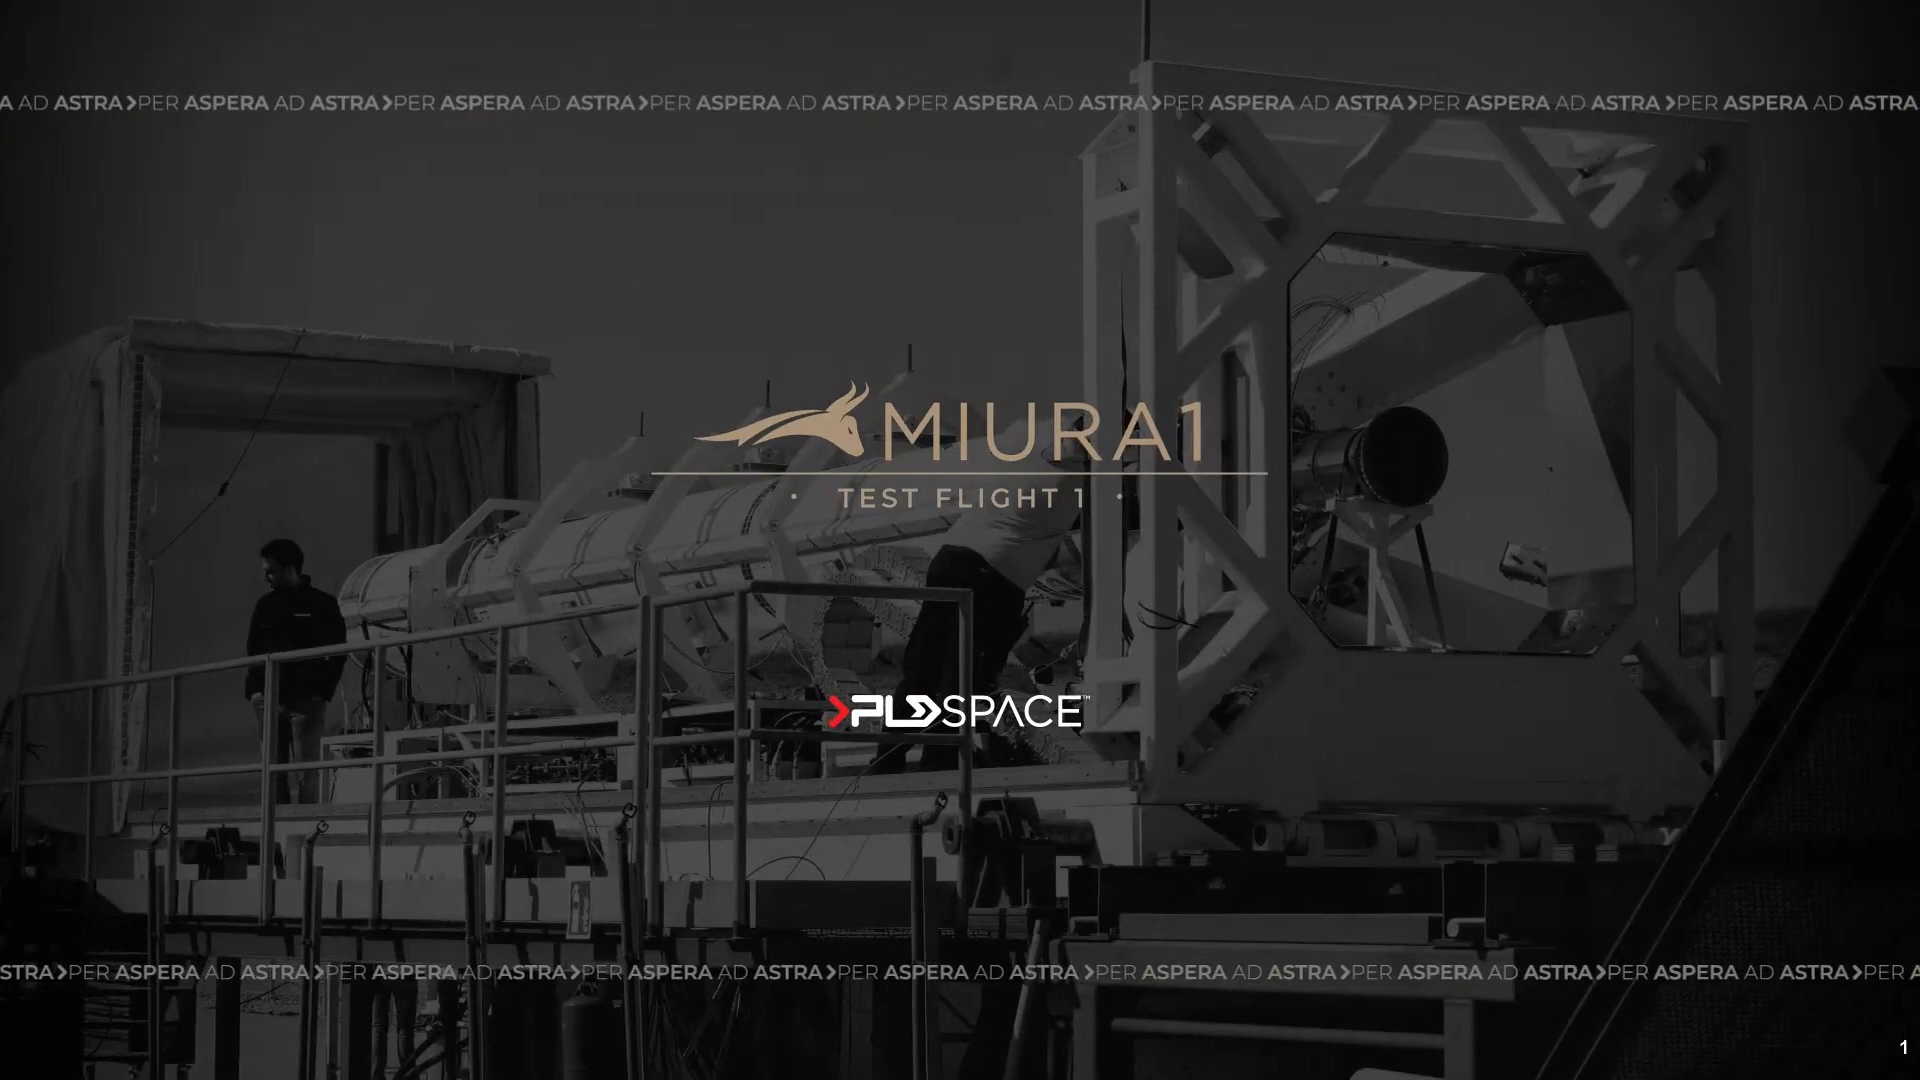 A AD ASTRA>PER ASPERA AD ASTRA>PER ASPERA AD ASTRA>PER ASPERA AD ASTRA>PER ASPERA AD ASTRA>PER ASPERA AD ASTRA>PER ASPERA AD ASTRA>PER ASPERA AD ASTRA
MIURA1
· TEST FLIGHT 1 ·
>PLD SPACE™
STRA>PER ASPERA AD ASTRA>PER ASPERA AD ASTRA>PER ASPERA AD ASTRA>PER ASPERA AD ASTRA>PER ASPERA AD ASTRA>PER ASPERA AD ASTRA>PER ASPERA AD ASTRA>PER A
1